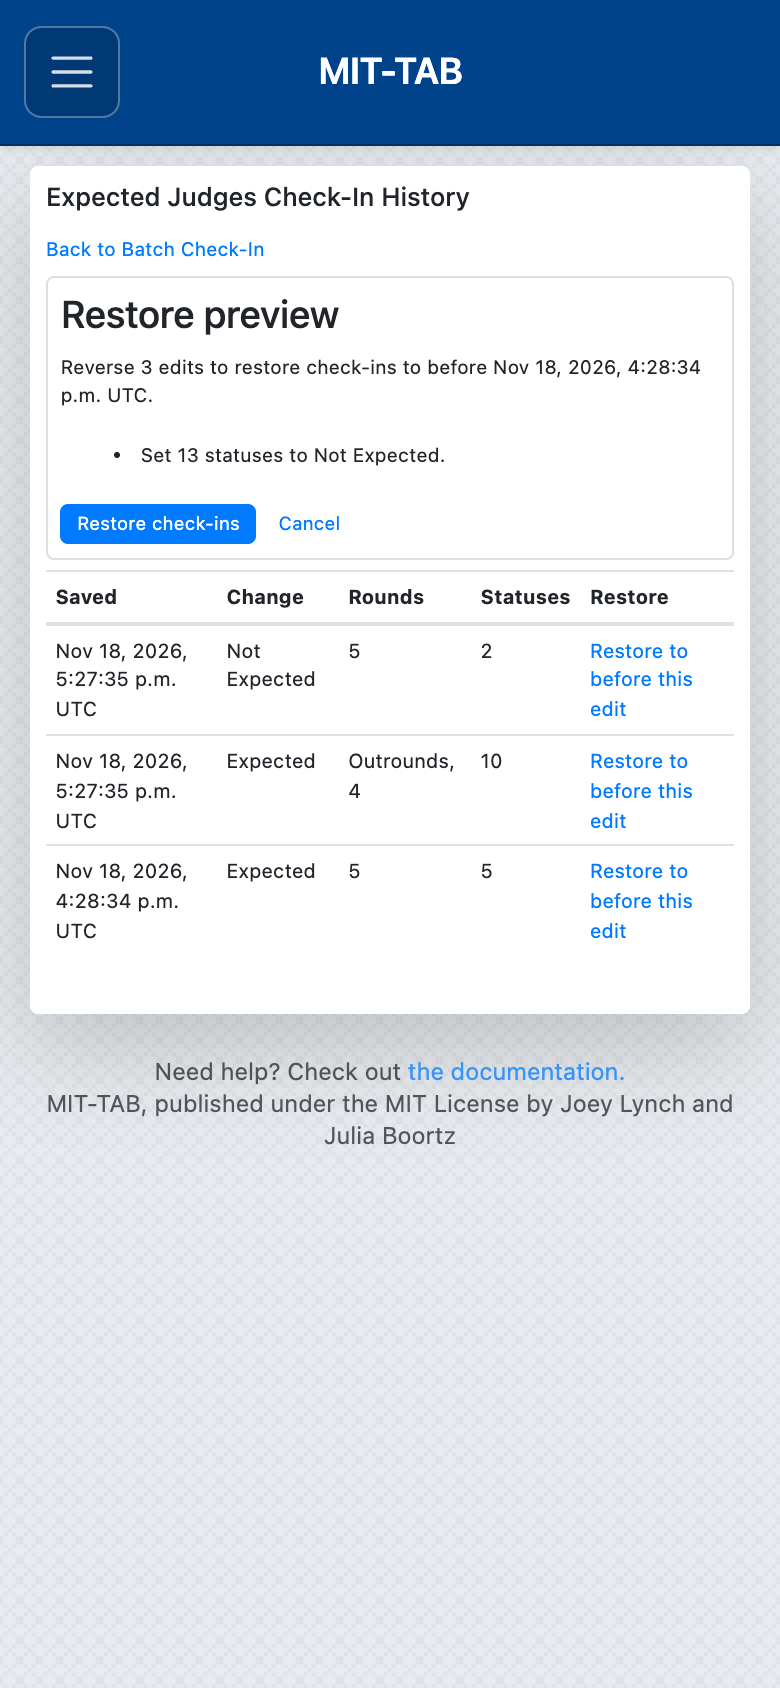 MIT-TAB
Expected Judges Check-In History
Back to Batch Check-In
Restore preview
Reverse 3 edits to restore check-ins to before Nov 18, 2026, 4:28:34
p.m. UTC.
• Set 13 statuses to Not Expected.
Restore check-ins Cancel
Saved Change Rounds Statuses Restore
Nov 18, 2026, Not 5 2 Restore to
5:27:35 p.m. Expected before this
UTC edit
Nov 18, 2026, Expected Outrounds, 10 Restore to
5:27:35 p.m. 4 before this
UTC edit
Nov 18, 2026, Expected 5 5 Restore to
4:28:34 p.m. before this
UTC edit
Need help? Check out the documentation.
MIT-TAB, published under the MIT License by Joey Lynch and
Julia Boortz